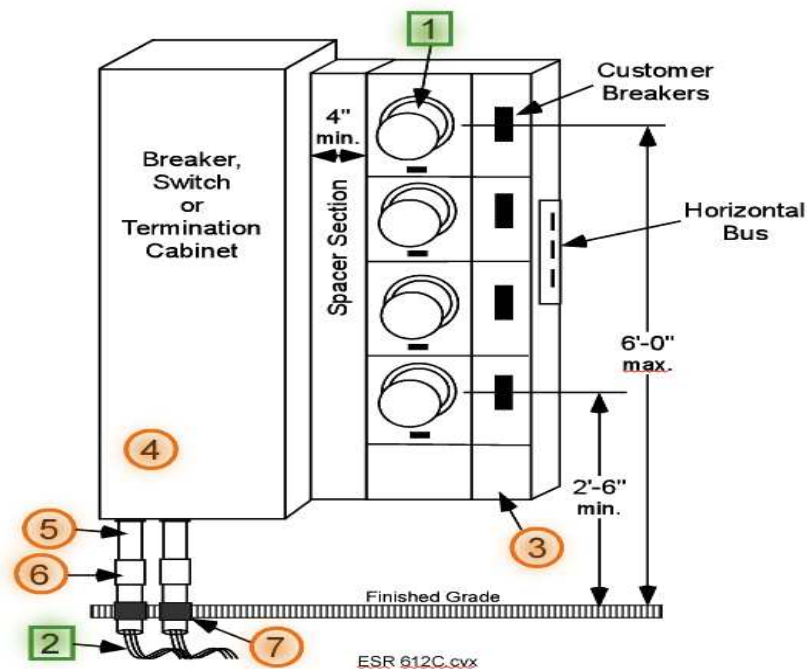 1
Customer
Breakers
4"
min.
Breaker,
Switch
or
Termination
Cabinet
Spacer Section
Horizontal
Bus
6'-0"
max.
4
2'-6"
min.
5
3
6
Finished Grade
2
7
ESR 612C.cvx